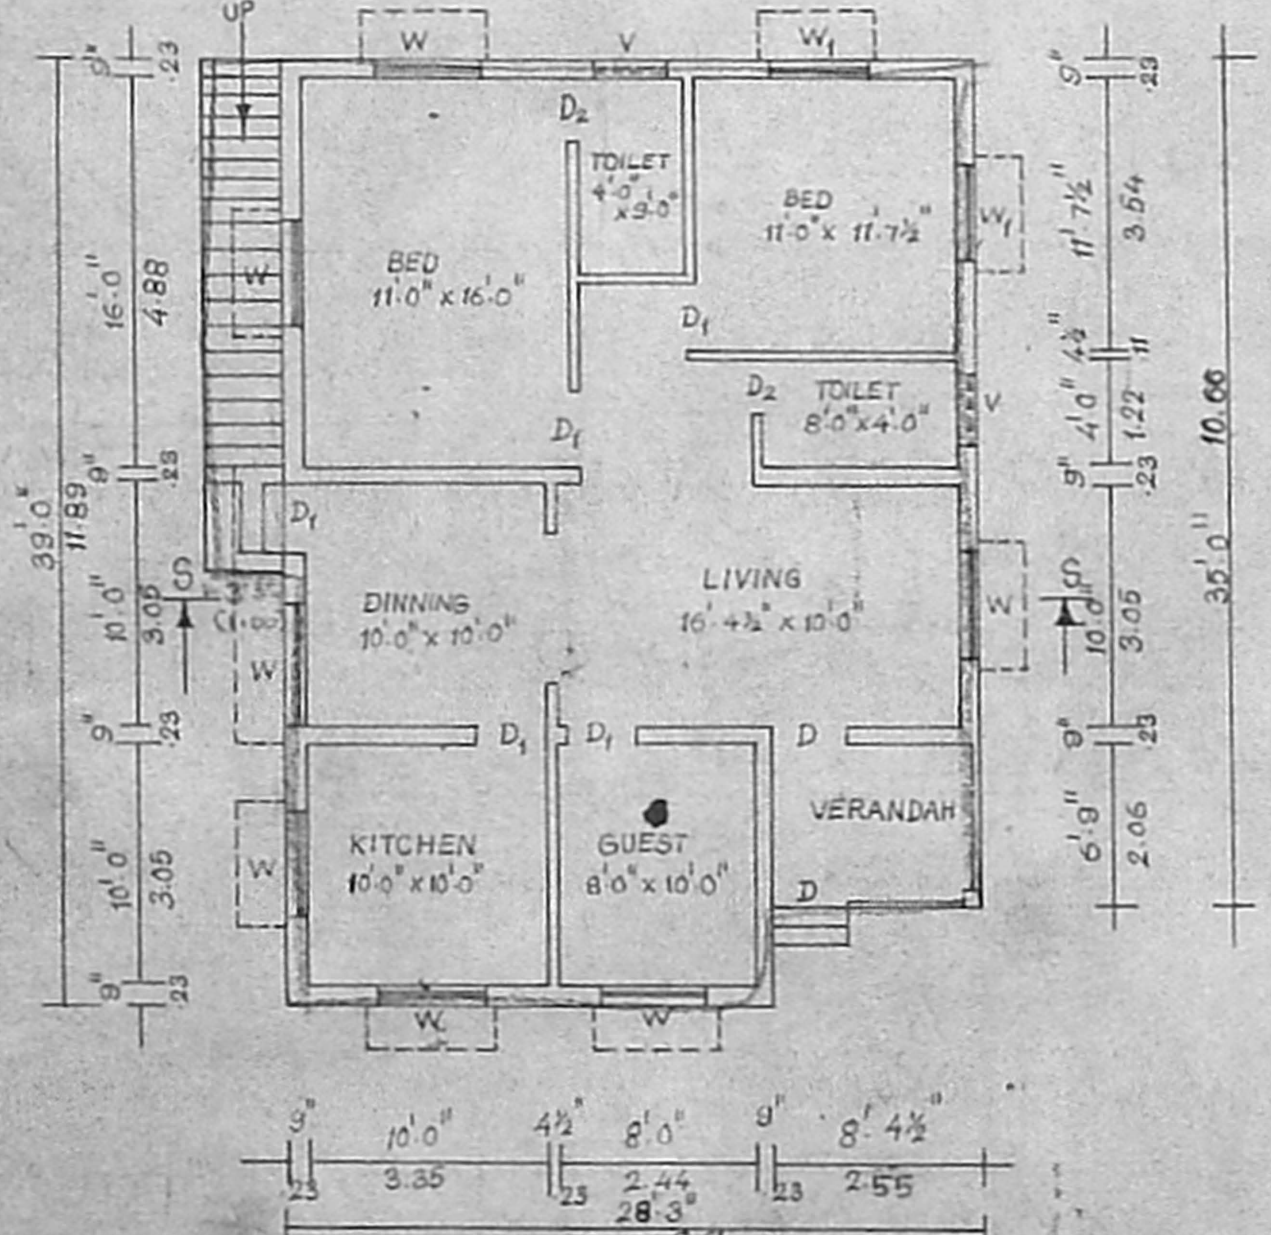 UP
W
V
W1
9"
.23
9"
.23
D2
TOILET
4'.0"
x9'.0"
BED
11'.0" x 11'.7½"
W1
11'.7½"
3.54
W
BED
11'.0" x 16'.0"
16'.0"
4.88
D1
4½"
.11
D2
TOILET
8'.0" x 4'.0"
V
4'.0"
1.22
10.66
35'.0"
D1
9"
.23
9"
.23
39'.0"
11.89
D1
S
S
10'.0"
3.05
DINNING
10'.0" x 10'.0"
LIVING
16'.4½" x 10'.0"
W
10'.0"
3.05
W
9"
.23
D1
D1
D
9"
.23
VERANDAH
6'.9"
2.06
10'.0"
3.05
W
KITCHEN
10'.0" x 10'.0"
GUEST
8'.0" x 10'.0"
D
9"
.23
W
W
9"
10'.0"
4½"
8'.0"
9"
8'.4½"
.23
3.35
.23
2.44
.23
2.55
28'.3"